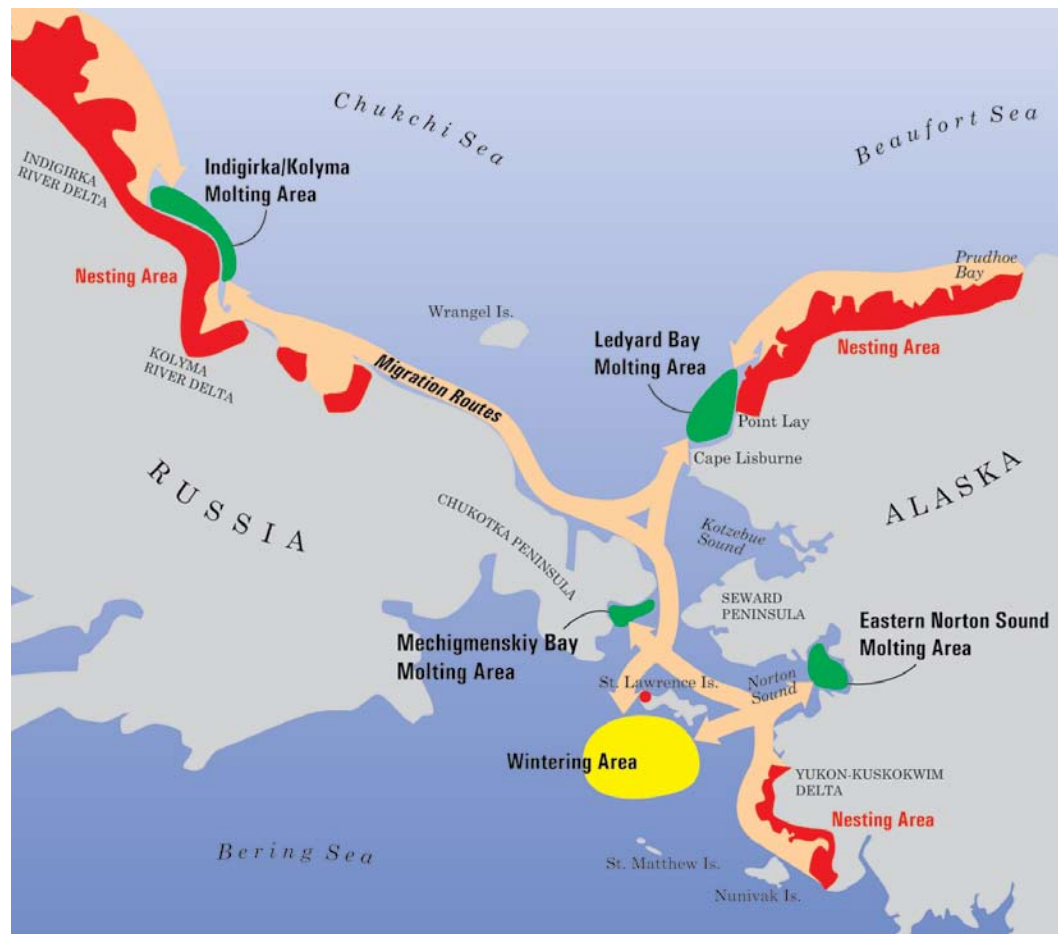 Chukchi Sea
Beaufort Sea
INDIGIRKA
RIVER DELTA
Indigirka/Kolyma
Molting Area
Nesting Area
Prudhoe
Bay
Wrangel Is.
Ledyard Bay
Molting Area
Nesting Area
KOLYMA
RIVER DELTA
Migration Routes
Point Lay
Cape Lisburne
RUSSIA
ALASKA
CHUKOTKA PENINSULA
Kotzebue
Sound
SEWARD
PENINSULA
Mechigmenskiy Bay
Molting Area
Eastern Norton Sound
Molting Area
St. Lawrence Is.
Norton
Sound
Wintering Area
YUKON-KUSKOKWIM
DELTA
Nesting Area
Bering Sea
St. Matthew Is.
Nunivak Is.